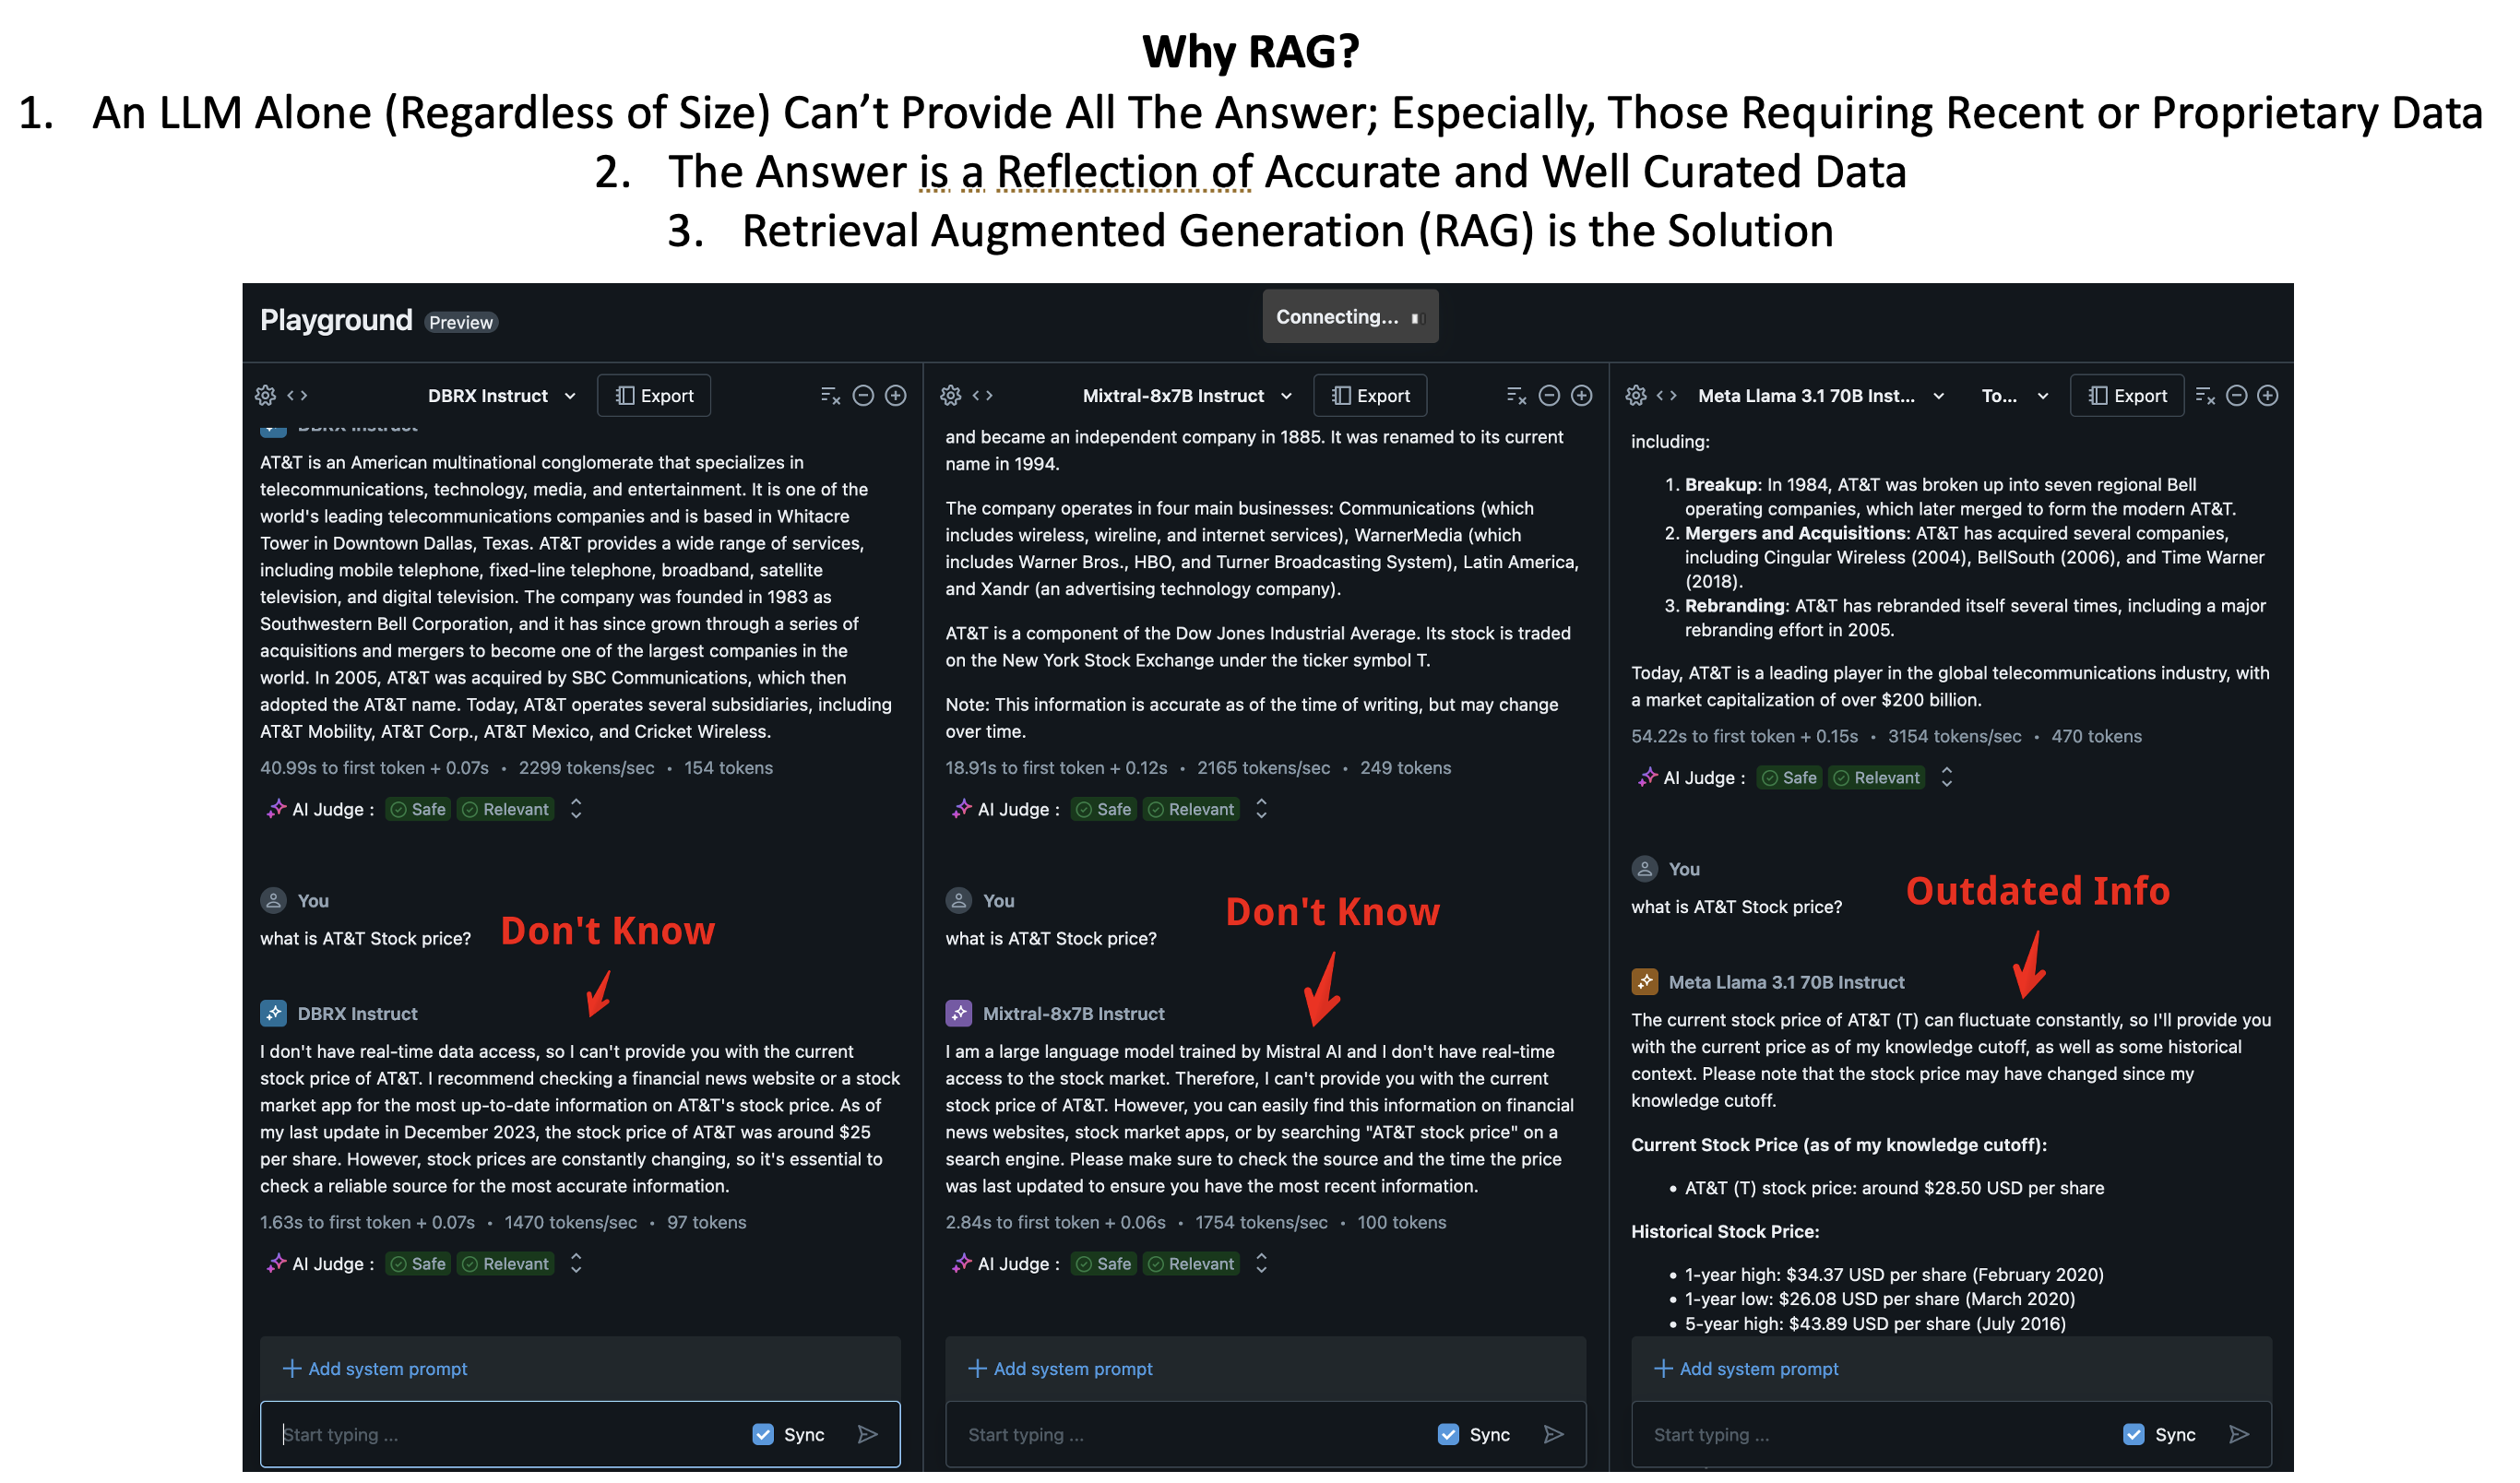 Why RAG?
1. An LLM Alone (Regardless of Size) Can't Provide All The Answer; Especially, Those Requiring Recent or Proprietary Data
2. The Answer is a Reflection of Accurate and Well Curated Data
3. Retrieval Augmented Generation (RAG) is the Solution
Playground Preview
Connecting...
DBRX Instruct
Export
DBRX Instruct
AT&T is an American multinational conglomerate that specializes in
telecommunications, technology, media, and entertainment. It is one of the
world's leading telecommunications companies and is based in Whitacre
Tower in Downtown Dallas, Texas. AT&T provides a wide range of services,
including mobile telephone, fixed-line telephone, broadband, satellite
television, and digital television. The company was founded in 1983 as
Southwestern Bell Corporation, and it has since grown through a series of
acquisitions and mergers to become one of the largest companies in the
world. In 2005, AT&T was acquired by SBC Communications, which then
adopted the AT&T name. Today, AT&T operates several subsidiaries, including
AT&T Mobility, AT&T Corp., AT&T Mexico, and Cricket Wireless.
40.99s to first token + 0.07s • 2299 tokens/sec • 154 tokens
AI Judge : Safe Relevant
You
what is AT&T Stock price?
Don't Know
DBRX Instruct
I don't have real-time data access, so I can't provide you with the current
stock price of AT&T. I recommend checking a financial news website or a stock
market app for the most up-to-date information on AT&T's stock price. As of
my last update in December 2023, the stock price of AT&T was around $25
per share. However, stock prices are constantly changing, so it's essential to
check a reliable source for the most accurate information.
1.63s to first token + 0.07s • 1470 tokens/sec • 97 tokens
AI Judge : Safe Relevant
Add system prompt
Start typing ...
Sync
Mixtral-8x7B Instruct
Export
and became an independent company in 1885. It was renamed to its current
name in 1994.
The company operates in four main businesses: Communications (which
includes wireless, wireline, and internet services), WarnerMedia (which
includes Warner Bros., HBO, and Turner Broadcasting System), Latin America,
and Xandr (an advertising technology company).
AT&T is a component of the Dow Jones Industrial Average. Its stock is traded
on the New York Stock Exchange under the ticker symbol T.
Note: This information is accurate as of the time of writing, but may change
over time.
18.91s to first token + 0.12s • 2165 tokens/sec • 249 tokens
AI Judge : Safe Relevant
You
what is AT&T Stock price?
Don't Know
Mixtral-8x7B Instruct
I am a large language model trained by Mistral AI and I don't have real-time
access to the stock market. Therefore, I can't provide you with the current
stock price of AT&T. However, you can easily find this information on financial
news websites, stock market apps, or by searching "AT&T stock price" on a
search engine. Please make sure to check the source and the time the price
was last updated to ensure you have the most recent information.
2.84s to first token + 0.06s • 1754 tokens/sec • 100 tokens
AI Judge : Safe Relevant
Add system prompt
Start typing ...
Sync
Meta Llama 3.1 70B Inst...
To...
Export
including:
1. Breakup: In 1984, AT&T was broken up into seven regional Bell
operating companies, which later merged to form the modern AT&T.
2. Mergers and Acquisitions: AT&T has acquired several companies,
including Cingular Wireless (2004), BellSouth (2006), and Time Warner
(2018).
3. Rebranding: AT&T has rebranded itself several times, including a major
rebranding effort in 2005.
Today, AT&T is a leading player in the global telecommunications industry, with
a market capitalization of over $200 billion.
54.22s to first token + 0.15s • 3154 tokens/sec • 470 tokens
AI Judge : Safe Relevant
You
what is AT&T Stock price?
Outdated Info
Meta Llama 3.1 70B Instruct
The current stock price of AT&T (T) can fluctuate constantly, so I'll provide you
with the current price as of my knowledge cutoff, as well as some historical
context. Please note that the stock price may have changed since my
knowledge cutoff.
Current Stock Price (as of my knowledge cutoff):
• AT&T (T) stock price: around $28.50 USD per share
Historical Stock Price:
• 1-year high: $34.37 USD per share (February 2020)
• 1-year low: $26.08 USD per share (March 2020)
• 5-year high: $43.89 USD per share (July 2016)
Add system prompt
Start typing ...
Sync